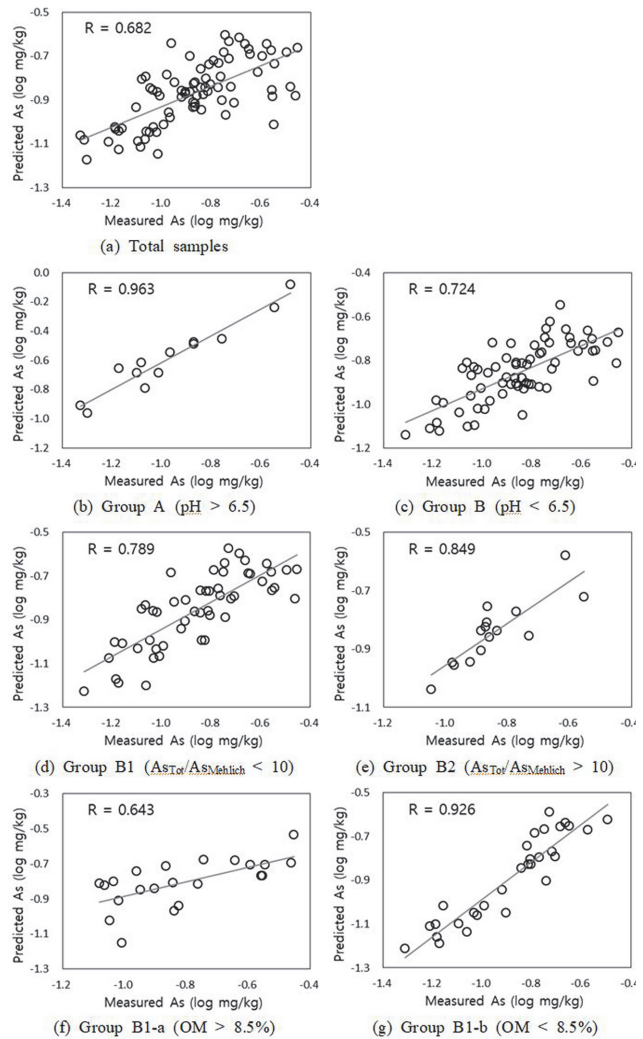 -0.5
-0.7
-0.9
-1.1
-1.3
Predicted As (log mg/kg)
R = 0.682
-1.4 -1.2 -1.0 -0.8 -0.6 -0.4
Measured As (log mg/kg)
(a) Total samples
0.0
-0.2
-0.4
-0.6
-0.8
-1.0
-1.2
Predicted As (log mg/kg)
R = 0.963
-1.4 -1.2 -1.0 -0.8 -0.6 -0.4
Measured As (log mg/kg)
(b) Group A (pH > 6.5)
-0.4
-0.6
-0.8
-1.0
-1.2
Predicted As (log mg/kg)
R = 0.724
-1.4 -1.2 -1.0 -0.8 -0.6 -0.4
Measured As (log mg/kg)
(c) Group B (pH < 6.5)
-0.5
-0.7
-0.9
-1.1
-1.3
Predicted As (log mg/kg)
R = 0.789
-1.4 -1.2 -1.0 -0.8 -0.6 -0.4
Measured As (log mg/kg)
(d) Group B1 (AsTot/AsMehlich < 10)
-0.5
-0.7
-0.9
-1.1
Predicted As (log mg/kg)
R = 0.849
-1.2 -1.0 -0.8 -0.6 -0.4
Measured As (log mg/kg)
(e) Group B2 (AsTot/AsMehlich > 10)
-0.3
-0.5
-0.7
-0.9
-1.1
-1.3
Predicted As (log mg/kg)
R = 0.643
-1.2 -1.0 -0.8 -0.6 -0.4
Measured As (log mg/kg)
(f) Group B1-a (OM > 8.5%)
-0.5
-0.7
-0.9
-1.1
-1.3
Predicted As (log mg/kg)
R = 0.926
-1.4 -1.2 -1.0 -0.8 -0.6 -0.4
Measured As (log mg/kg)
(g) Group B1-b (OM < 8.5%)